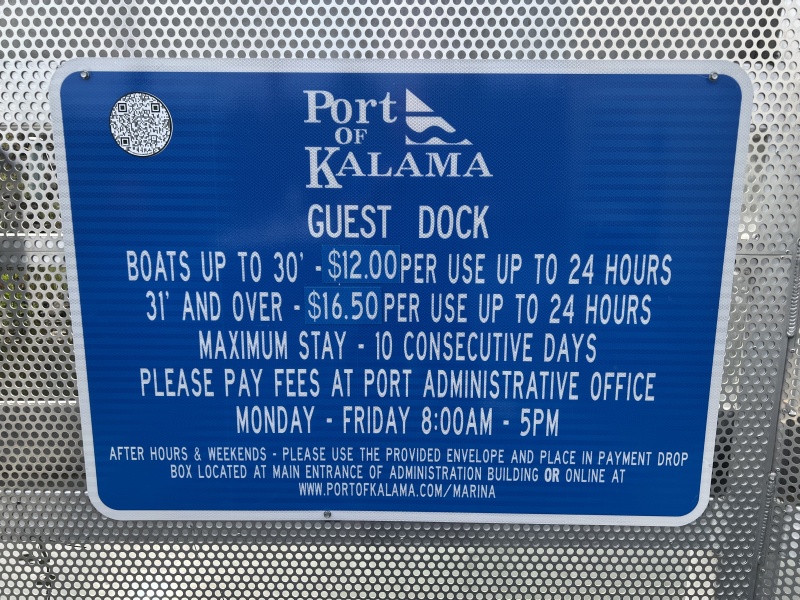 Port
OF
KALAMA
GUEST DOCK
BOATS UP TO 30' - $12.00 PER USE UP TO 24 HOURS
31' AND OVER - $16.50 PER USE UP TO 24 HOURS
MAXIMUM STAY - 10 CONSECUTIVE DAYS
PLEASE PAY FEES AT PORT ADMINISTRATIVE OFFICE
MONDAY - FRIDAY 8:00AM - 5PM
AFTER HOURS & WEEKENDS - PLEASE USE THE PROVIDED ENVELOPE AND PLACE IN PAYMENT DROP
BOX LOCATED AT MAIN ENTRANCE OF ADMINISTRATION BUILDING OR ONLINE AT
WWW.PORTOFKALAMA.COM/MARINA